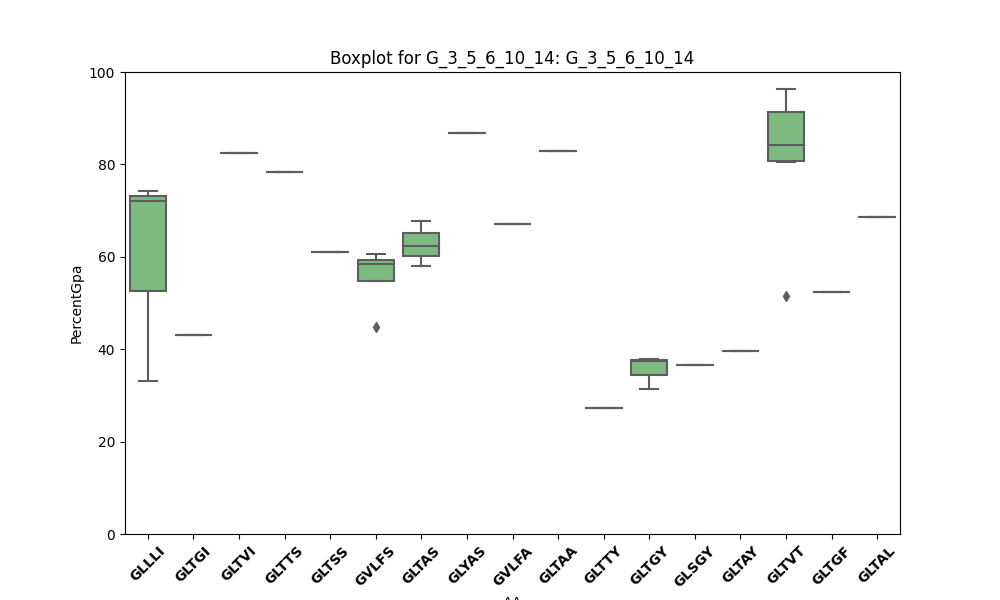 Boxplot for G_3_5_6_10_14: G_3_5_6_10_14
PercentGpa
100
80
60
40
20
0
GLLLI
GLTGI
GLTVI
GLTTS
GLTSS
GVLFS
GLTAS
GLYAS
GVLFA
GLTAA
GLTTY
GLTGY
GLSGY
GLTAY
GLTVT
GLTGF
GLTAL